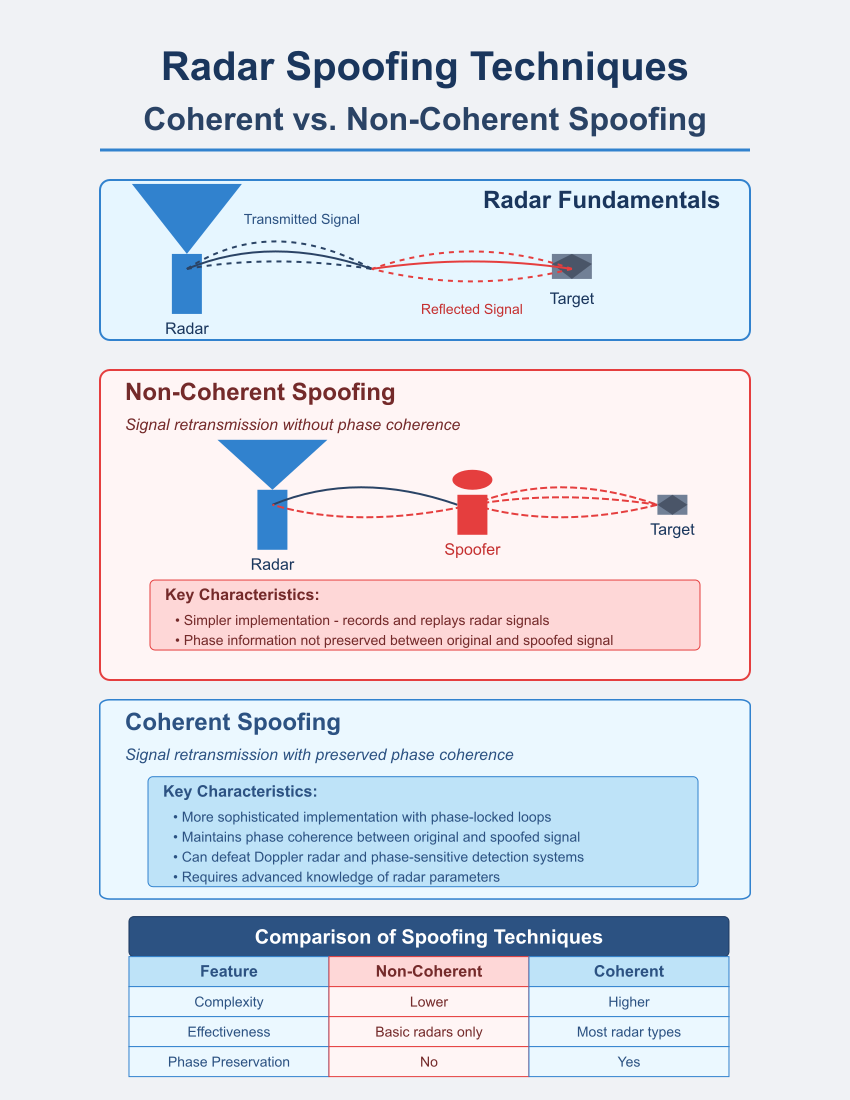 Radar Spoofing Techniques
Coherent vs. Non-Coherent Spoofing
Radar Fundamentals
Transmitted Signal
Reflected Signal
Target
Radar
Non-Coherent Spoofing
Signal retransmission without phase coherence
Radar
Spoofer
Target
Key Characteristics:
• Simpler implementation - records and replays radar signals
• Phase information not preserved between original and spoofed signal
Coherent Spoofing
Signal retransmission with preserved phase coherence
Key Characteristics:
• More sophisticated implementation with phase-locked loops
• Maintains phase coherence between original and spoofed signal
• Can defeat Doppler radar and phase-sensitive detection systems
• Requires advanced knowledge of radar parameters
Comparison of Spoofing Techniques
Feature Non-Coherent Coherent
Complexity Lower Higher
Effectiveness Basic radars only Most radar types
Phase Preservation No Yes